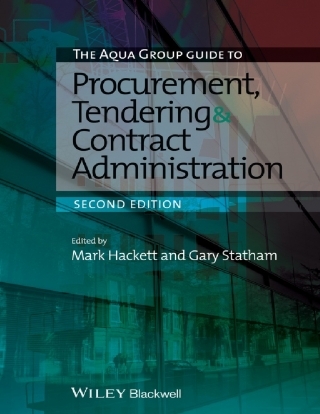 The Aqua Group guide to
Procurement,
Tendering &
Contract
Administration
SECOND EDITION
Edited by
Mark Hackett and Gary Statham
WILEY Blackwell